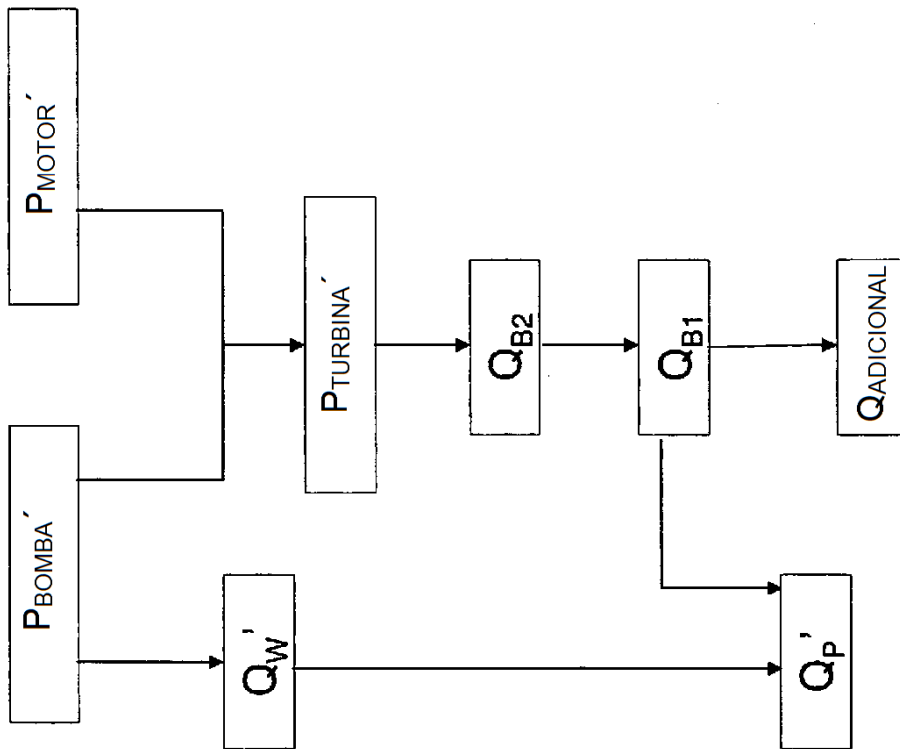 PBOMBA´
PMOTOR´
QW'
PTURBINA´
QB2
QB1
QP'
QADICIONAL